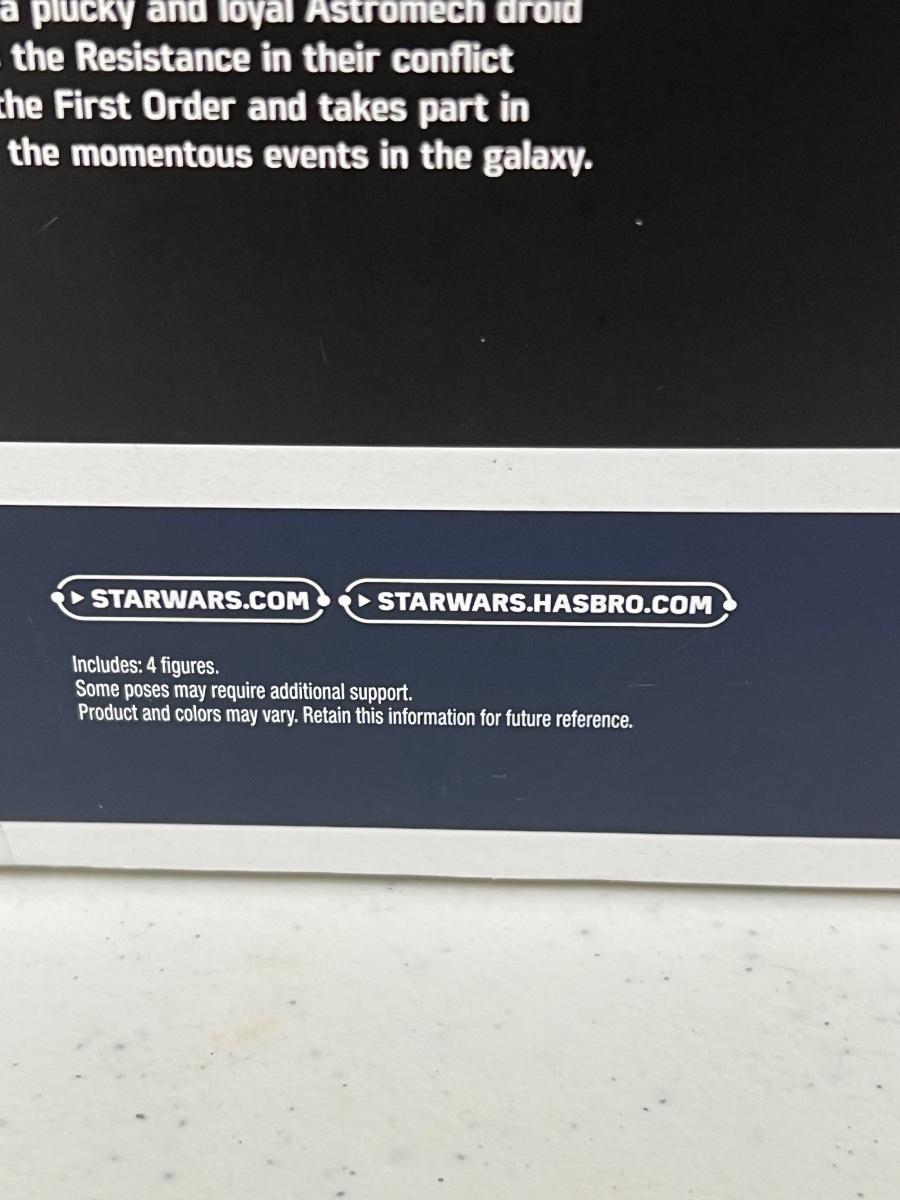 a plucky and loyal Astromech droid
the Resistance in their conflict
the First Order and takes part in
the momentous events in the galaxy.
STARWARS.COM STARWARS.HASBRO.COM
Includes: 4 figures.
Some poses may require additional support.
Product and colors may vary. Retain this information for future reference.